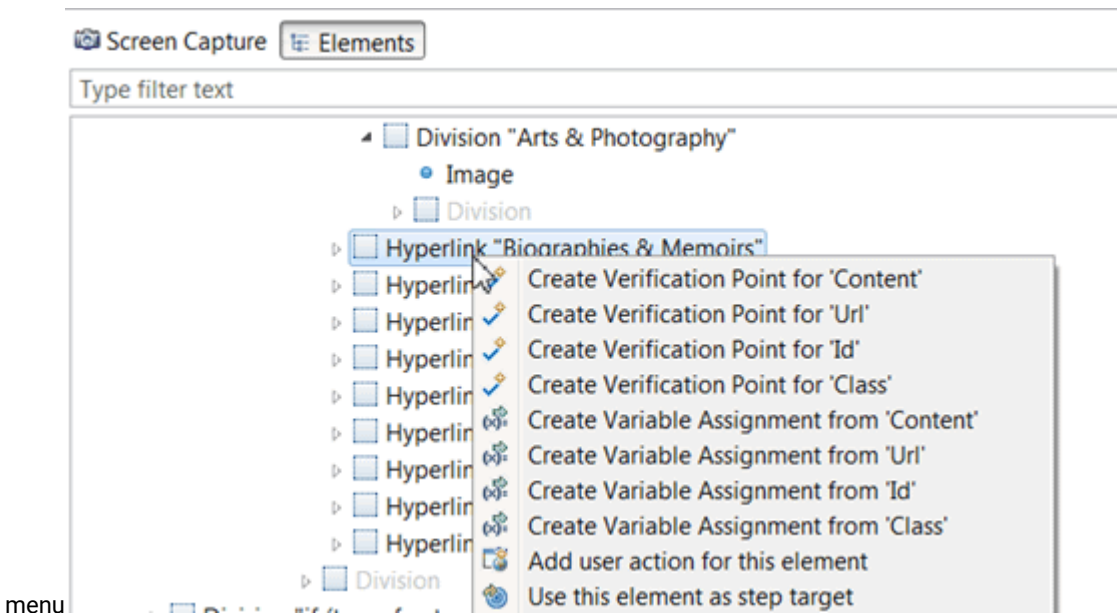 Screen Capture Elements
Type filter text
Division "Arts & Photography"
Image
Division
Hyperlink "Biographies & Memoirs"
Hyperlin
Hyperlin
Hyperlin
Hyperlin
Hyperlin
Hyperlin
Hyperlin
Hyperlin
Division
Create Verification Point for 'Content'
Create Verification Point for 'Url'
Create Verification Point for 'Id'
Create Verification Point for 'Class'
Create Variable Assignment from 'Content'
Create Variable Assignment from 'Url'
Create Variable Assignment from 'Id'
Create Variable Assignment from 'Class'
Add user action for this element
Use this element as step target
menu